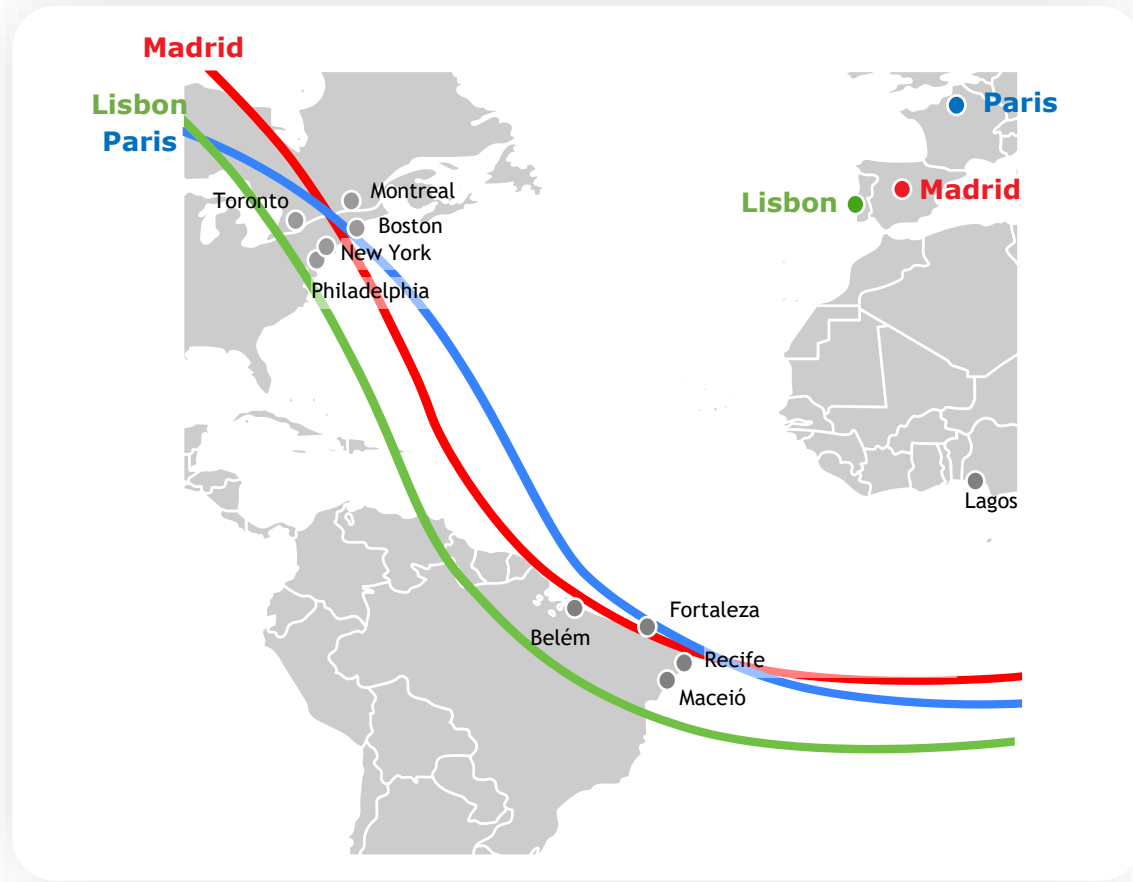 Madrid
Lisbon
Paris
Paris
Madrid
Lisbon
Toronto
Montreal
Boston
New York
Philadelphia
Lagos
Fortaleza
Belém
Recife
Maceió